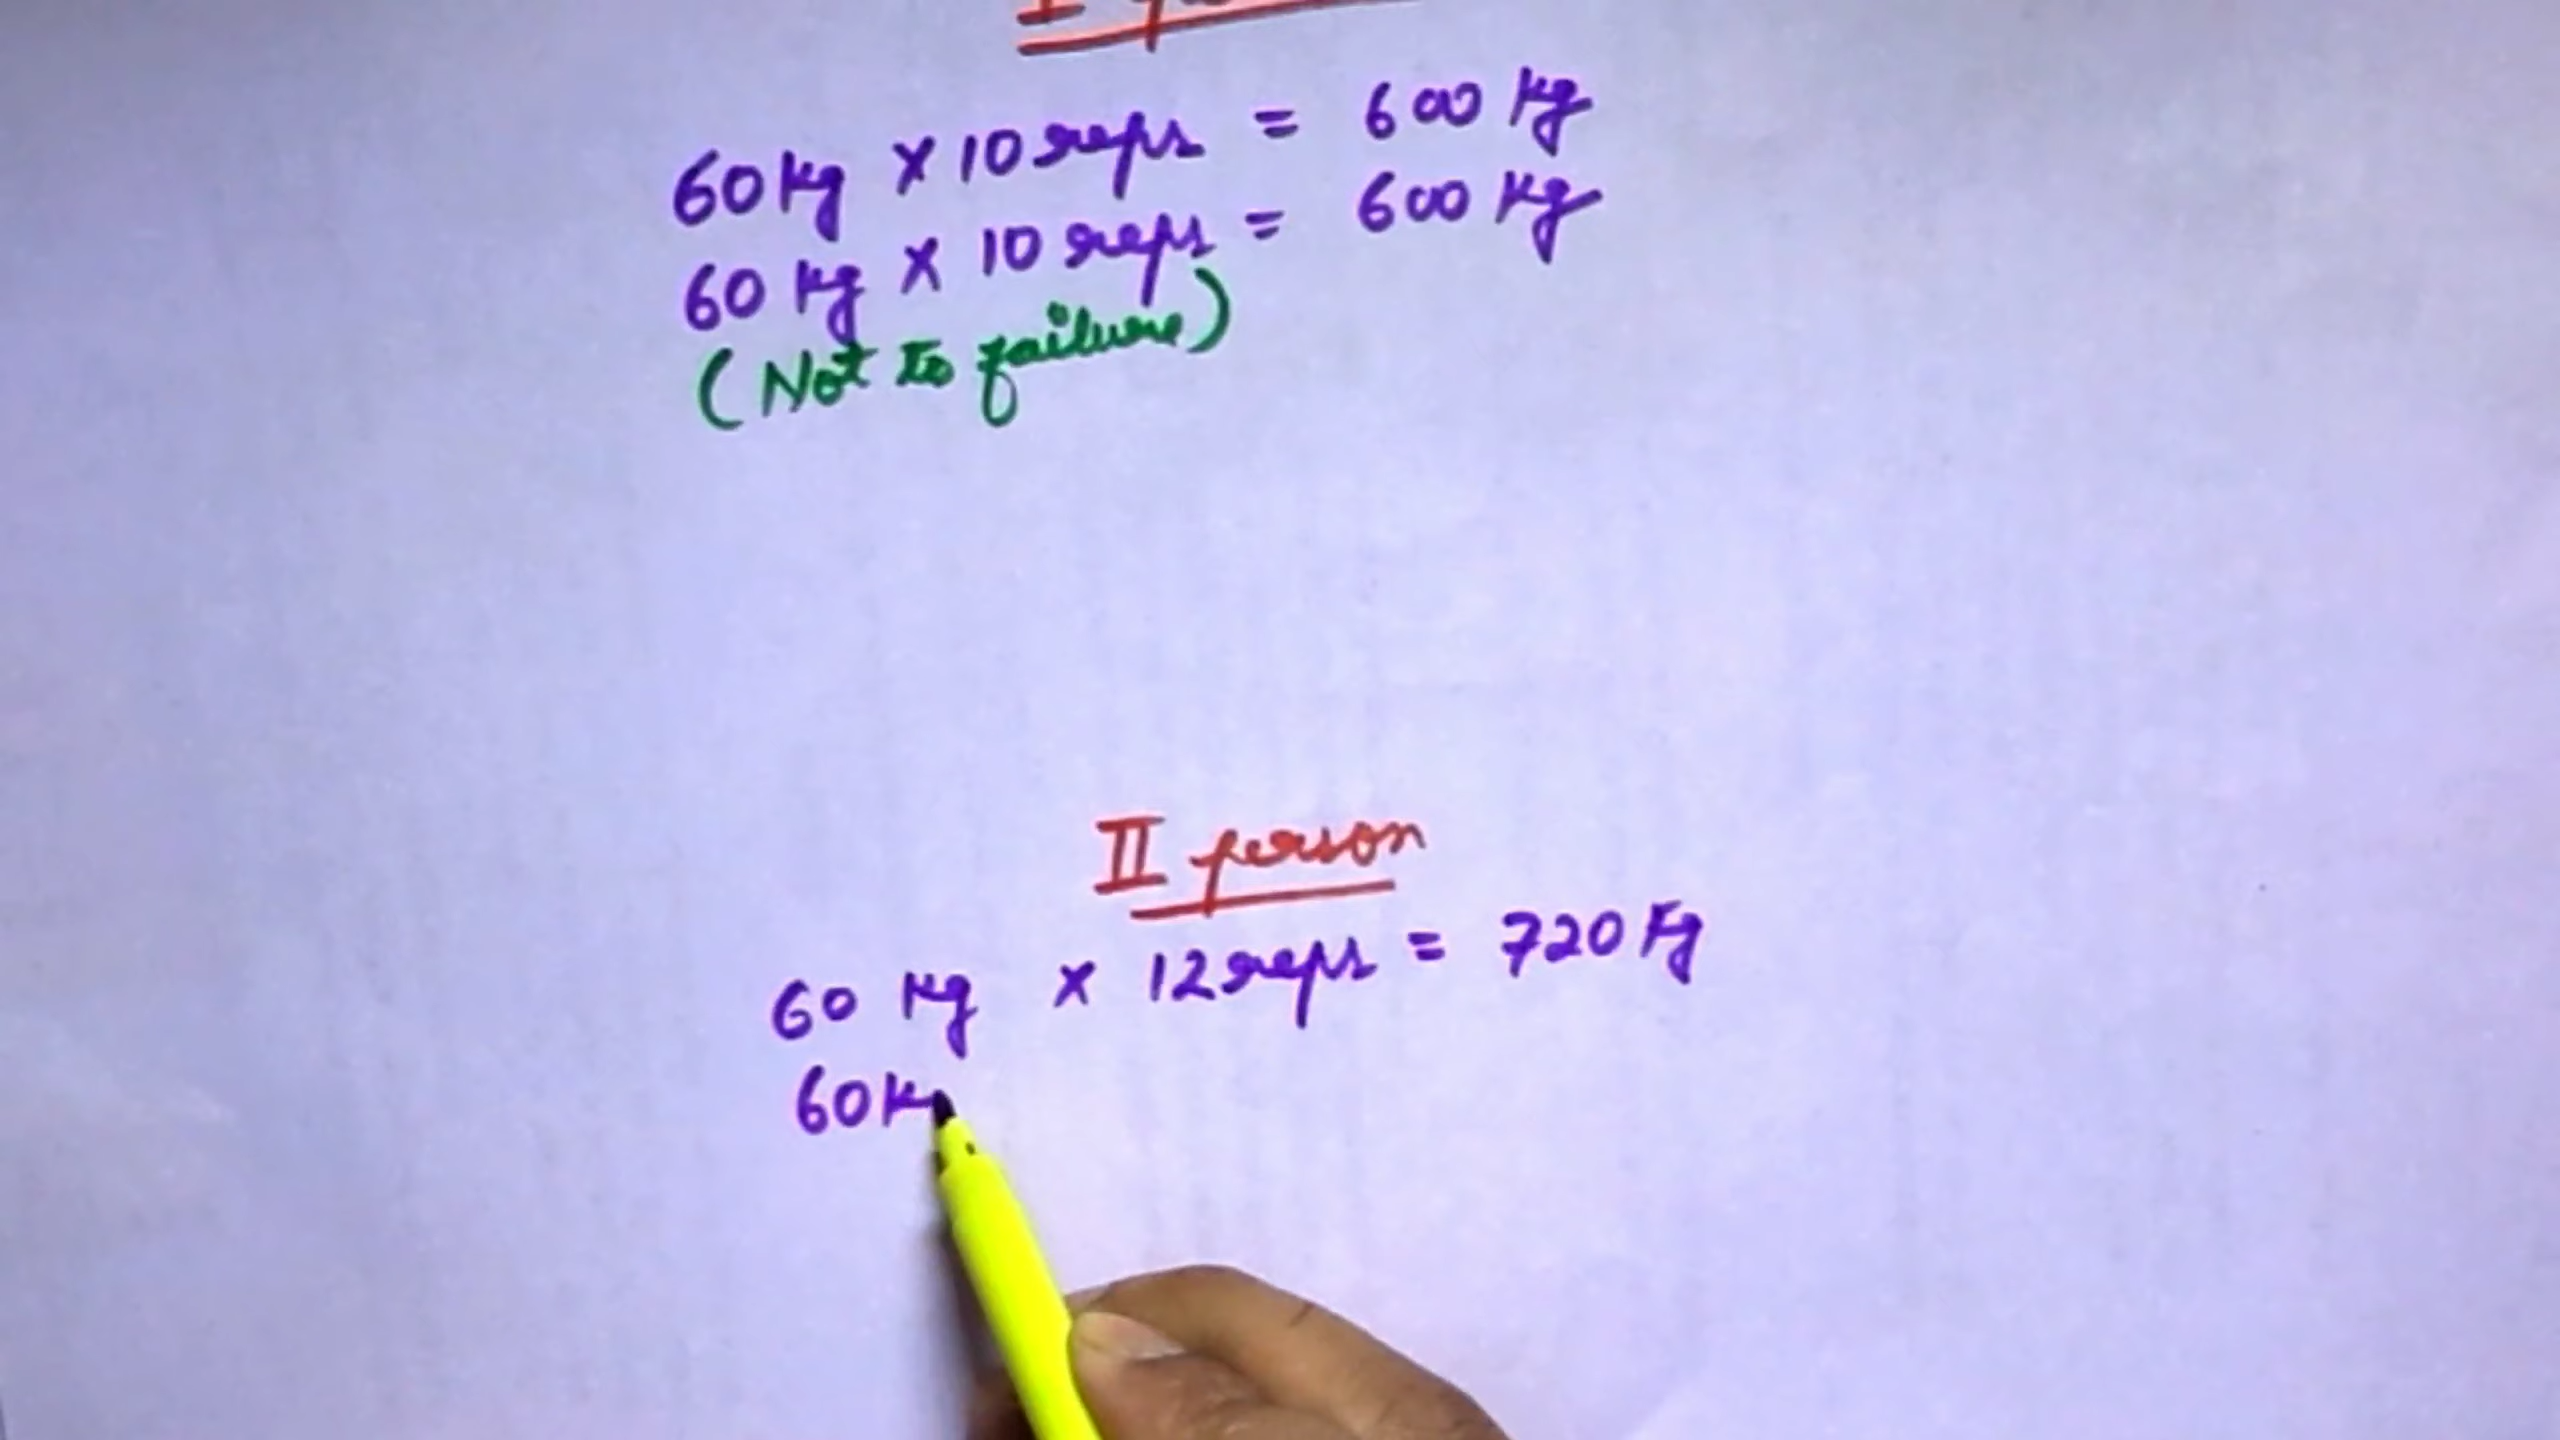 I
60 kg × 10 reps = 600 kg
60 kg × 10 reps = 600 kg
(Not to failure)
II person
60 kg × 12 reps = 720 kg
60 k